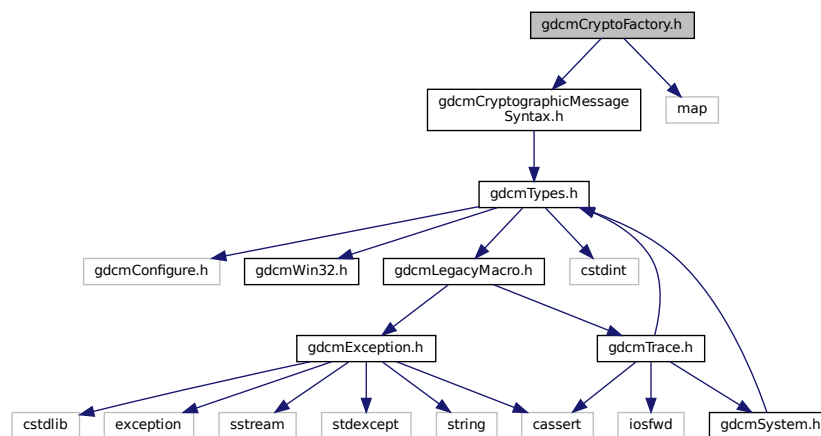 gdcmCryptoFactory.h
gdcmCryptographicMessage
Syntax.h
map
gdcmTypes.h
gdcmConfigure.h
gdcmWin32.h
gdcmLegacyMacro.h
cstdint
gdcmException.h
gdcmTrace.h
cstdlib
exception
sstream
stdexcept
string
cassert
iosfwd
gdcmSystem.h